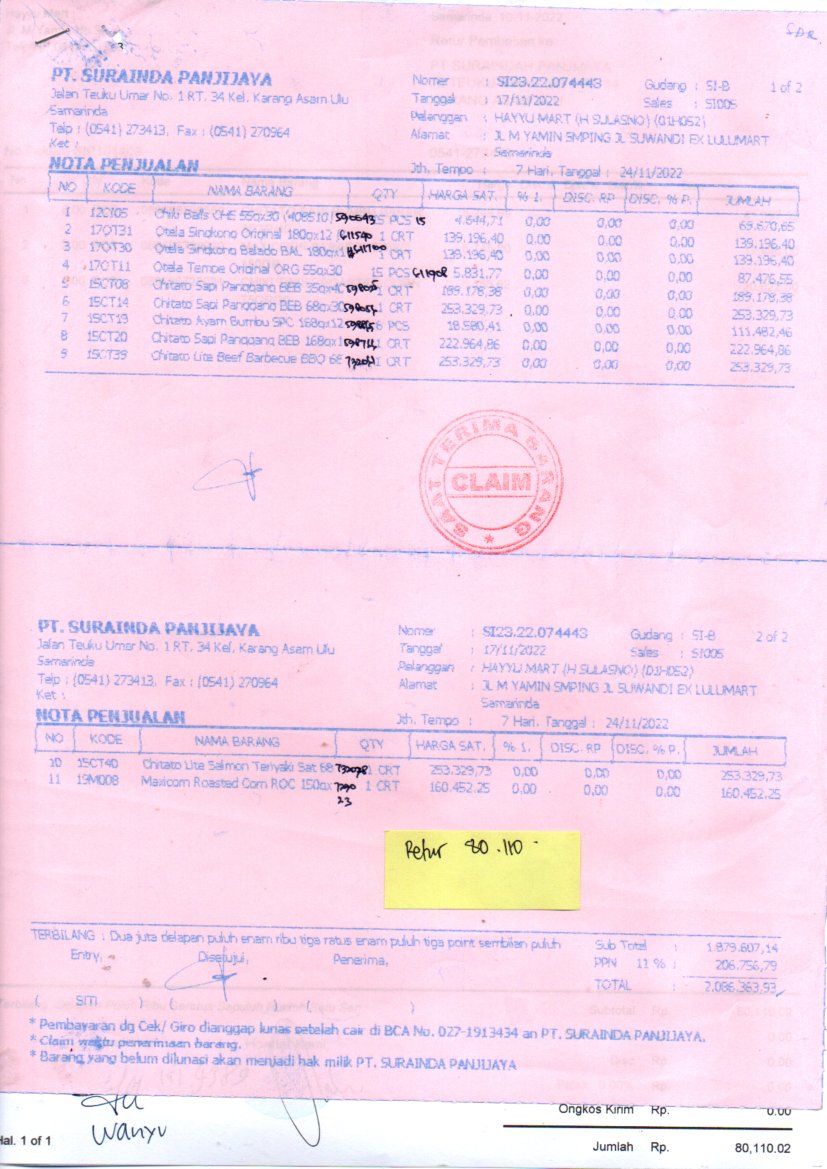 SDR
PT. SURAINDA PANJIJAYA
Jalan Teuku Umar No. 1 RT. 34 Kel. Karang Asam Ulu
Samarinda
Telp : (0541) 273413, Fax : (0541) 270964
Ket :
Nomer : SI23.22.074443 Gudang : SI-B 1 of 2
Tanggal : 17/11/2022 Sales : SI005
Pelanggan : HAYYU MART (H SULASNO) (01H052)
Alamat : JL M YAMIN SMPING JL SUWANDI EX LULUMART
Samarinda
NOTA PENJUALAN
Jth. Tempo : 7 Hari, Tanggal : 24/11/2022
NO KODE NAMA BARANG QTY HARGA SAT. % 1. DISC. RP DISC. % P. JUMLAH
1 12CI05 Chiki Balls CHE 55gx30 (408510) 590643 15 PCS 15 4.644,71 0,00 0,00 0,00 69.670,65
2 17OT31 Qtela Singkong Original 180gx12 611540 1 CRT 139.196,40 0,00 0,00 0,00 139.196,40
3 17OT30 Qtela Singkong Balado BAL 180gx1 611700 1 CRT 139.196,40 0,00 0,00 0,00 139.196,40
4 17OT11 Qtela Tempe Original ORG 55gx30 15 PCS 611908 5.831,77 0,00 0,00 0,00 87.476,55
5 15CT08 Chitato Sapi Panggang BEB 35gx40 1 CRT 189.178,38 0,00 0,00 0,00 189.178,38
6 15CT14 Chitato Sapi Panggang BEB 68gx30 1 CRT 253.329,73 0,00 0,00 0,00 253.329,73
7 15CT19 Chitato Ayam Bumbu SPC 168gx12 6 PCS 18.580,41 0,00 0,00 0,00 111.482,46
8 15CT20 Chitato Sapi Panggang BEB 168gx1 1 CRT 222.964,86 0,00 0,00 0,00 222.964,86
9 15CT39 Chitato Lite Beef Barbecue BBQ 68 1 CRT 253.329,73 0,00 0,00 0,00 253.329,73
SAAT TERIMA BARANG
CLAIM
PT. SURAINDA PANJIJAYA
Jalan Teuku Umar No. 1 RT. 34 Kel. Karang Asam Ulu
Samarinda
Telp : (0541) 273413, Fax : (0541) 270964
Ket :
Nomer : SI23.22.074443 Gudang : SI-B 2 of 2
Tanggal : 17/11/2022 Sales : SI005
Pelanggan : HAYYU MART (H SULASNO) (01H052)
Alamat : JL M YAMIN SMPING JL SUWANDI EX LULUMART
Samarinda
NOTA PENJUALAN
Jth. Tempo : 7 Hari, Tanggal : 24/11/2022
NO KODE NAMA BARANG QTY HARGA SAT. % 1. DISC. RP DISC. % P. JUMLAH
10 15CT40 Chitato Lite Salmon Teriyaki Sat 68 1 CRT 253.329,73 0,00 0,00 0,00 253.329,73
11 19M008 Maxicorn Roasted Corn ROC 150gx 7290 1 CRT 160.452,25 0,00 0,00 0,00 160.452,25
23
Retur 80.110
TERBILANG : Dua juta delapan puluh enam ribu tiga ratus enam puluh tiga point sembilan puluh
Sub Total : 1.879.607,14
Entry, Disetujui, Penerima,
PPN 11 % : 206.756,79
TOTAL : 2.086.363,93
( SITI ) ( ) ( )
* Pembayaran dg Cek/ Giro dianggap lunas setelah cair di BCA No. 027-1913434 an PT. SURAINDA PANJIJAYA.
* Claim waktu penerimaan barang.
* Barang yang belum dilunasi akan menjadi hak milik PT. SURAINDA PANJIJAYA
Wahyu
Ongkos Kirim Rp. 0.00
Hal. 1 of 1
Jumlah Rp. 80,110.02